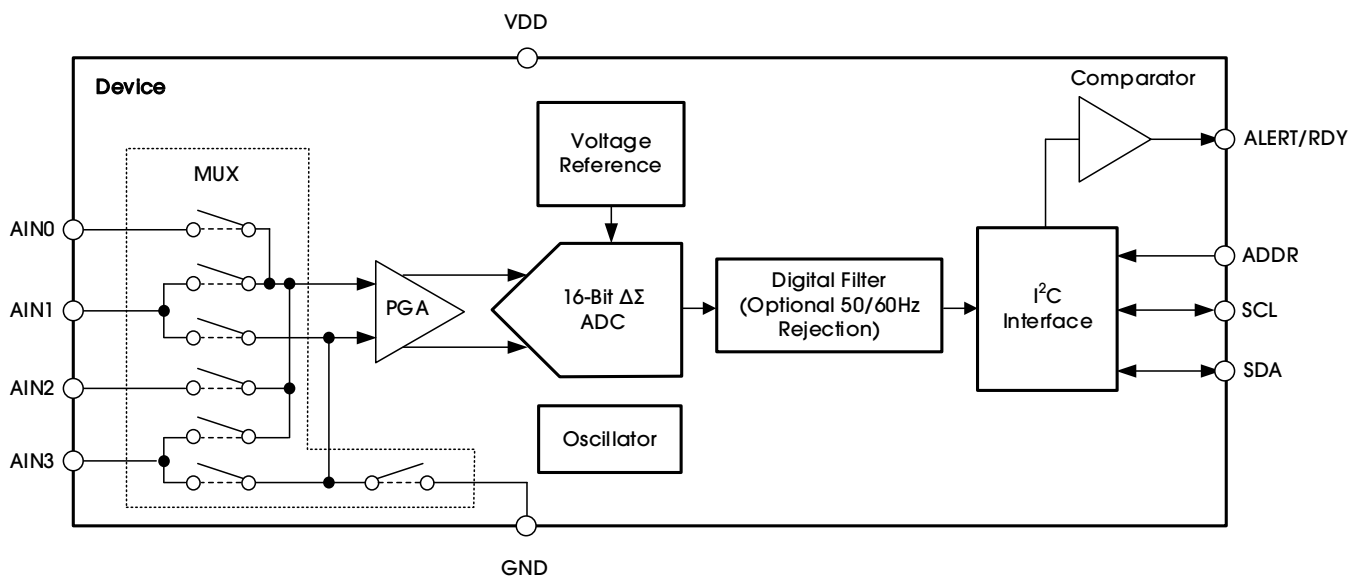 VDD
Device
Comparator
Voltage
Reference
ALERT/RDY
MUX
AIN0
ADDR
16-Bit ΔΣ
ADC
Digital Filter
(Optional 50/60Hz
Rejection)
I²C
Interface
AIN1
PGA
SCL
AIN2
SDA
Oscillator
AIN3
GND